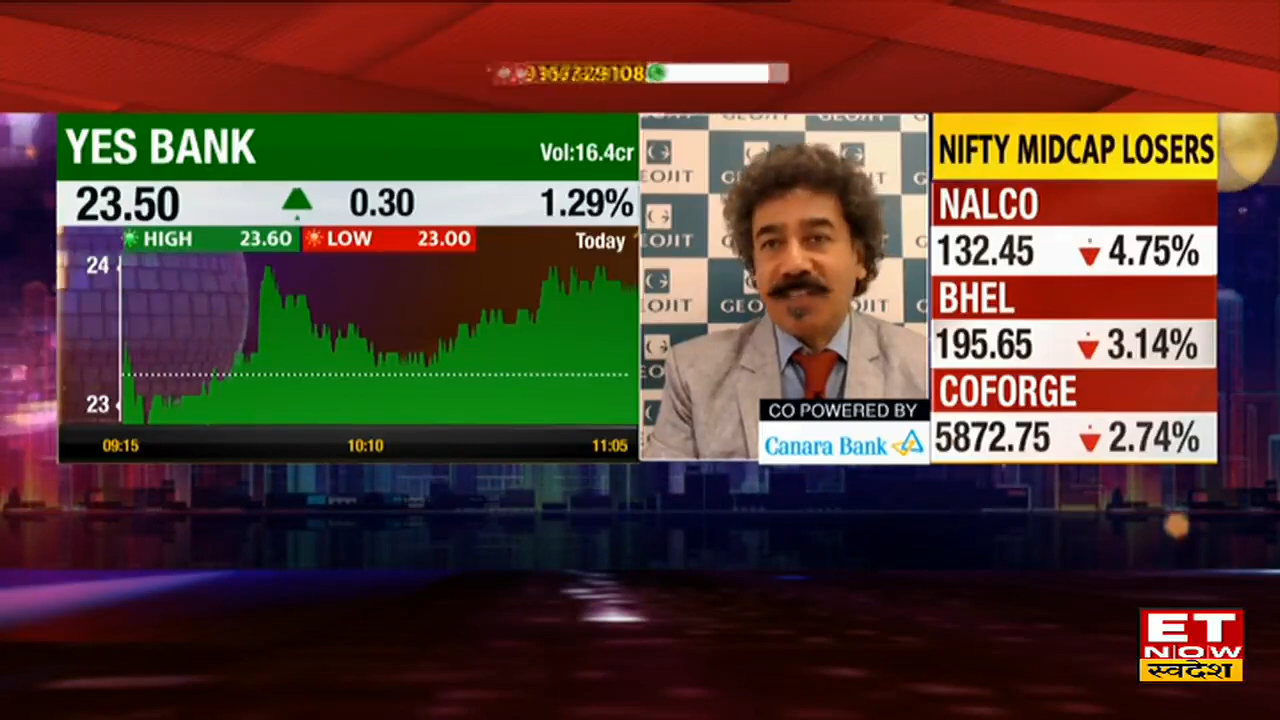 YES BANK
Vol:16.4cr
23.50 0.30 1.29%
HIGH 23.60 LOW 23.00 Today
24
23
09:15 10:10 11:05
GEOJIT
CO POWERED BY
Canara Bank
NIFTY MIDCAP LOSERS
NALCO
132.45 4.75%
BHEL
195.65 3.14%
COFORGE
5872.75 2.74%
ET
NOW
स्वदेश